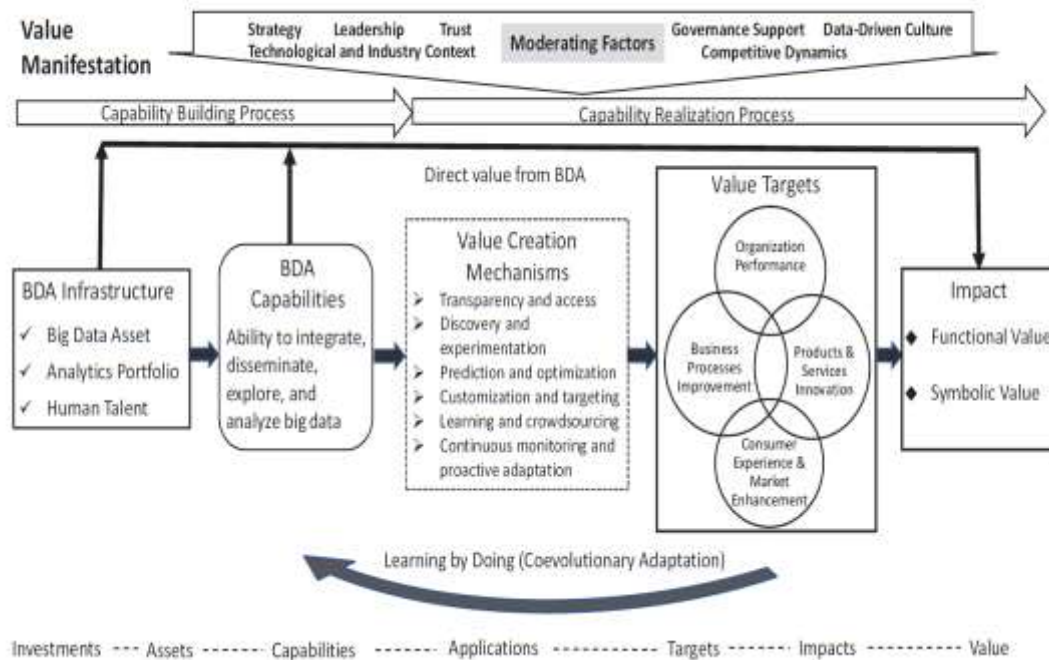 Value
Manifestation
Strategy Leadership Trust
Technological and Industry Context
Moderating Factors
Governance Support Data-Driven Culture
Competitive Dynamics
Capability Building Process
Capability Realization Process
Direct value from BDA
BDA Infrastructure
✓ Big Data Asset
✓ Analytics Portfolio
✓ Human Talent
BDA
Capabilities
Ability to integrate,
disseminate,
explore, and
analyze big data
Value Creation
Mechanisms
➢ Transparency and access
➢ Discovery and
experimentation
➢ Prediction and optimization
➢ Customization and targeting
➢ Learning and crowdsourcing
➢ Continuous monitoring and
proactive adaptation
Value Targets
Organization
Performance
Business
Processes
Improvement
Products &
Services
Innovation
Consumer
Experience &
Market
Enhancement
Impact
◆ Functional Value
◆ Symbolic Value
Learning by Doing (Coevolutionary Adaptation)
Investments ------ Assets ------ Capabilities ------ Applications ------ Targets ------ Impacts ------ Value